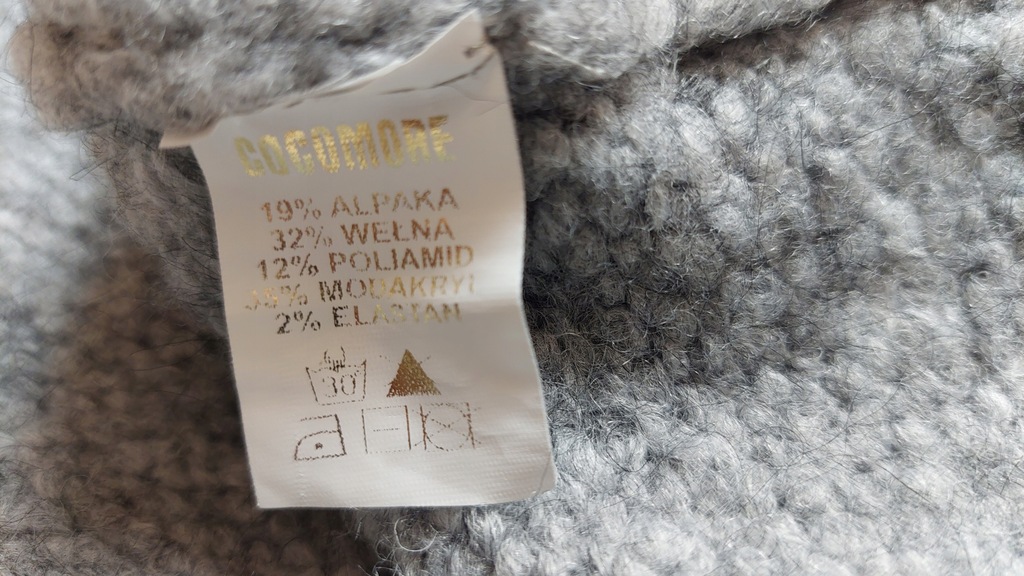 COCOMORE
19% ALPAKA
32% WEŁNA
12% POLIAMID
35% MODAKRYL
2% ELASTAN
30